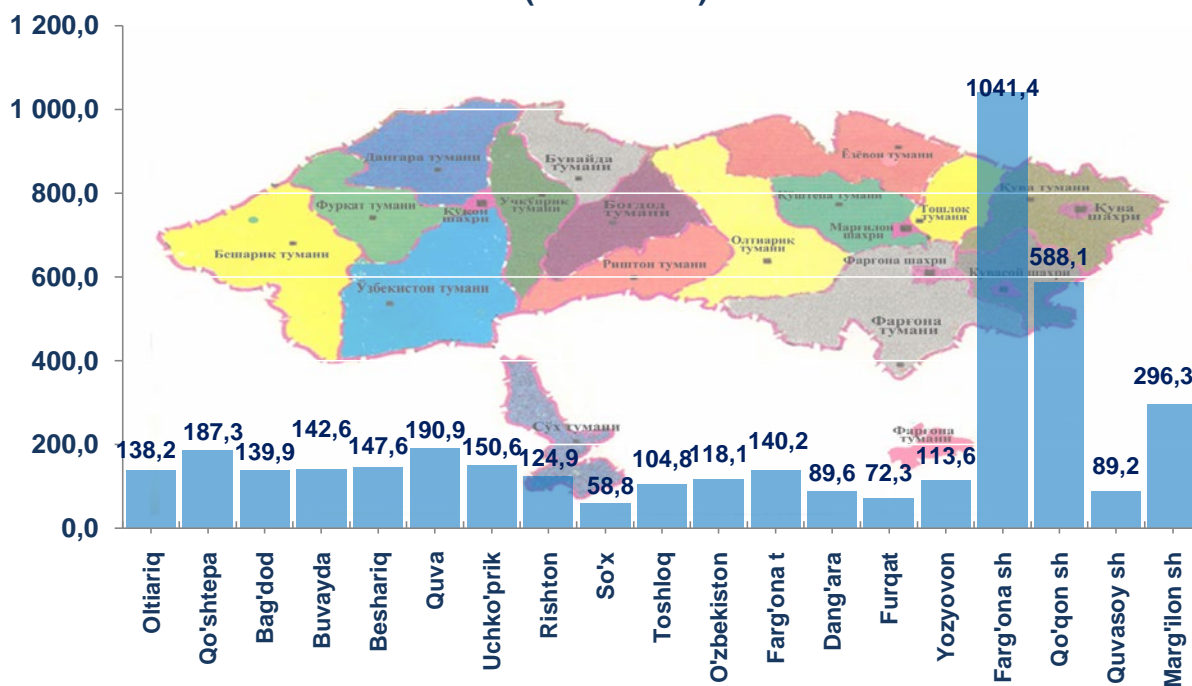 1 200,0
1 000,0
800,0
600,0
400,0
200,0
0,0
1041,4
588,1
296,3
138,2
187,3
139,9
142,6
147,6
190,9
150,6
124,9
58,8
104,8
118,1
140,2
89,6
72,3
113,6
89,2
Данғара тумани
Бувайда
тумани
Ёзёвон тумани
Фурқат тумани
Қўқон
шаҳри
Учкўприк
тумани
Боғдод
тумани
Қўштепа тумани
Тошлоқ
тумани
Қува тумани
Қува
шаҳри
Бешариқ тумани
Ўзбекистон тумани
Риштон тумани
Олтиариқ
тумани
Марғилон
шаҳри
Фарғона шаҳри
Қувасой шаҳри
Фарғона
тумани
Сўх тумани
Фарғона
тумани
Oltiariq
Qo'shtepa
Bag'dod
Buvayda
Beshariq
Quva
Uchko'prik
Rishton
So'x
Toshloq
O'zbekiston
Farg'ona t
Dang'ara
Furqat
Yozyovon
Farg'ona sh
Qo'qon sh
Quvasoy sh
Marg'ilon sh